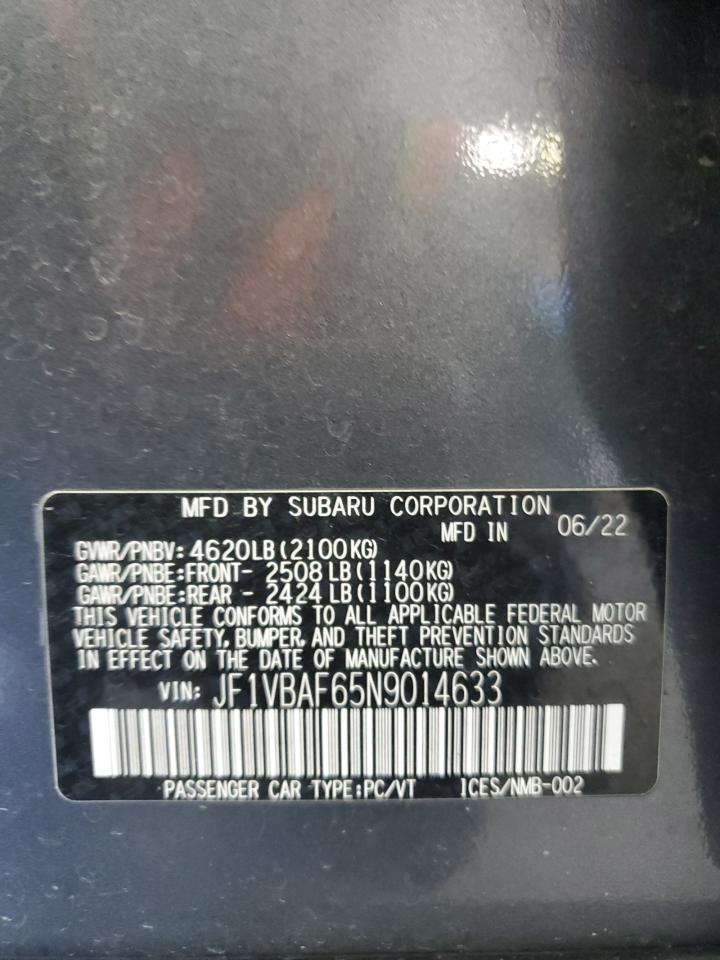 MFD BY SUBARU CORPORATION
MFD IN 06/22
GVWR/PNBV: 4620LB(2100KG)
GAWR/PNBE:FRONT- 2508 LB(1140KG)
GAWR/PNBE:REAR - 2424 LB(1100KG)
THIS VEHICLE CONFORMS TO ALL APPLICABLE FEDERAL MOTOR
VEHICLE SAFETY, BUMPER, AND THEFT PREVENTION STANDARDS
IN EFFECT ON THE DATE OF MANUFACTURE SHOWN ABOVE.
VIN: JF1VBAF65N9014633
PASSENGER CAR TYPE:PC/VT ICES/NMB-002